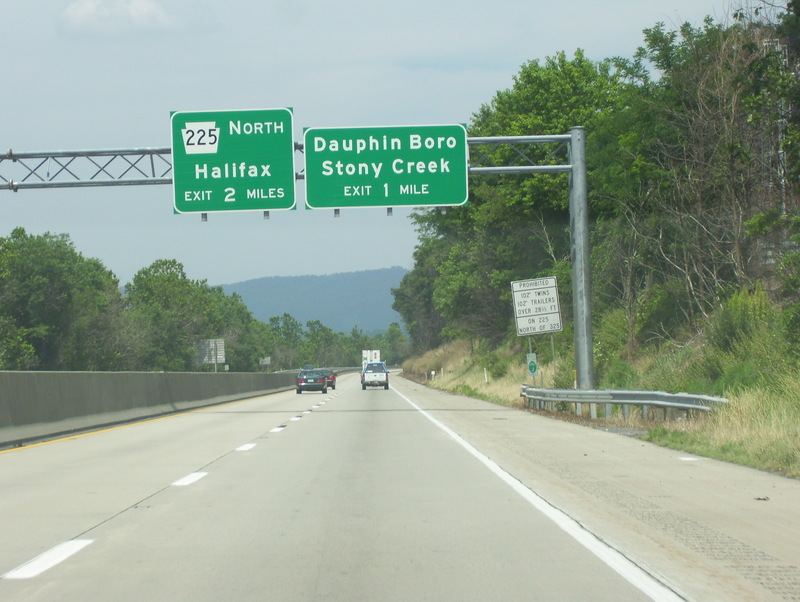 225 NORTH
Halifax
EXIT 2 MILES
Dauphin Boro
Stony Creek
EXIT 1 MILE
PROHIBITED
102" TWINS
102" TRAILERS
OVER 28½ FT
ON 225
NORTH OF 325